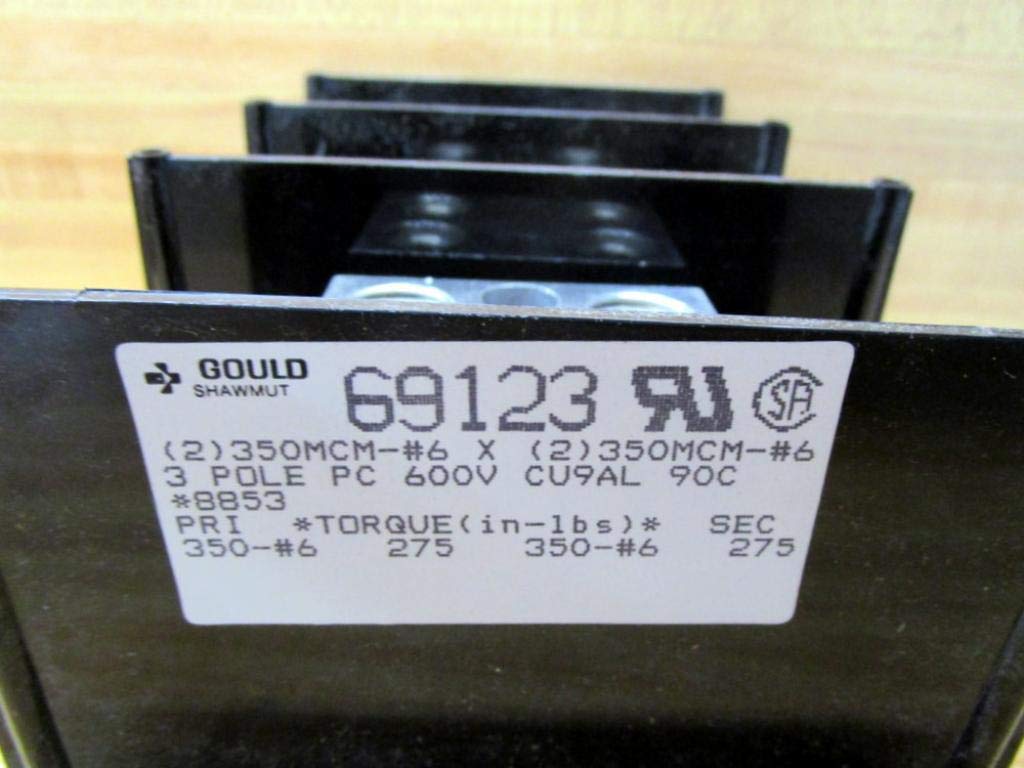 GOULD
SHAWMUT
69123
(2)350MCM-#6 X (2)350MCM-#6
3 POLE PC 600V CU9AL 90C
*8853
PRI *TORQUE(in-lbs)* SEC
350-#6 275 350-#6 275